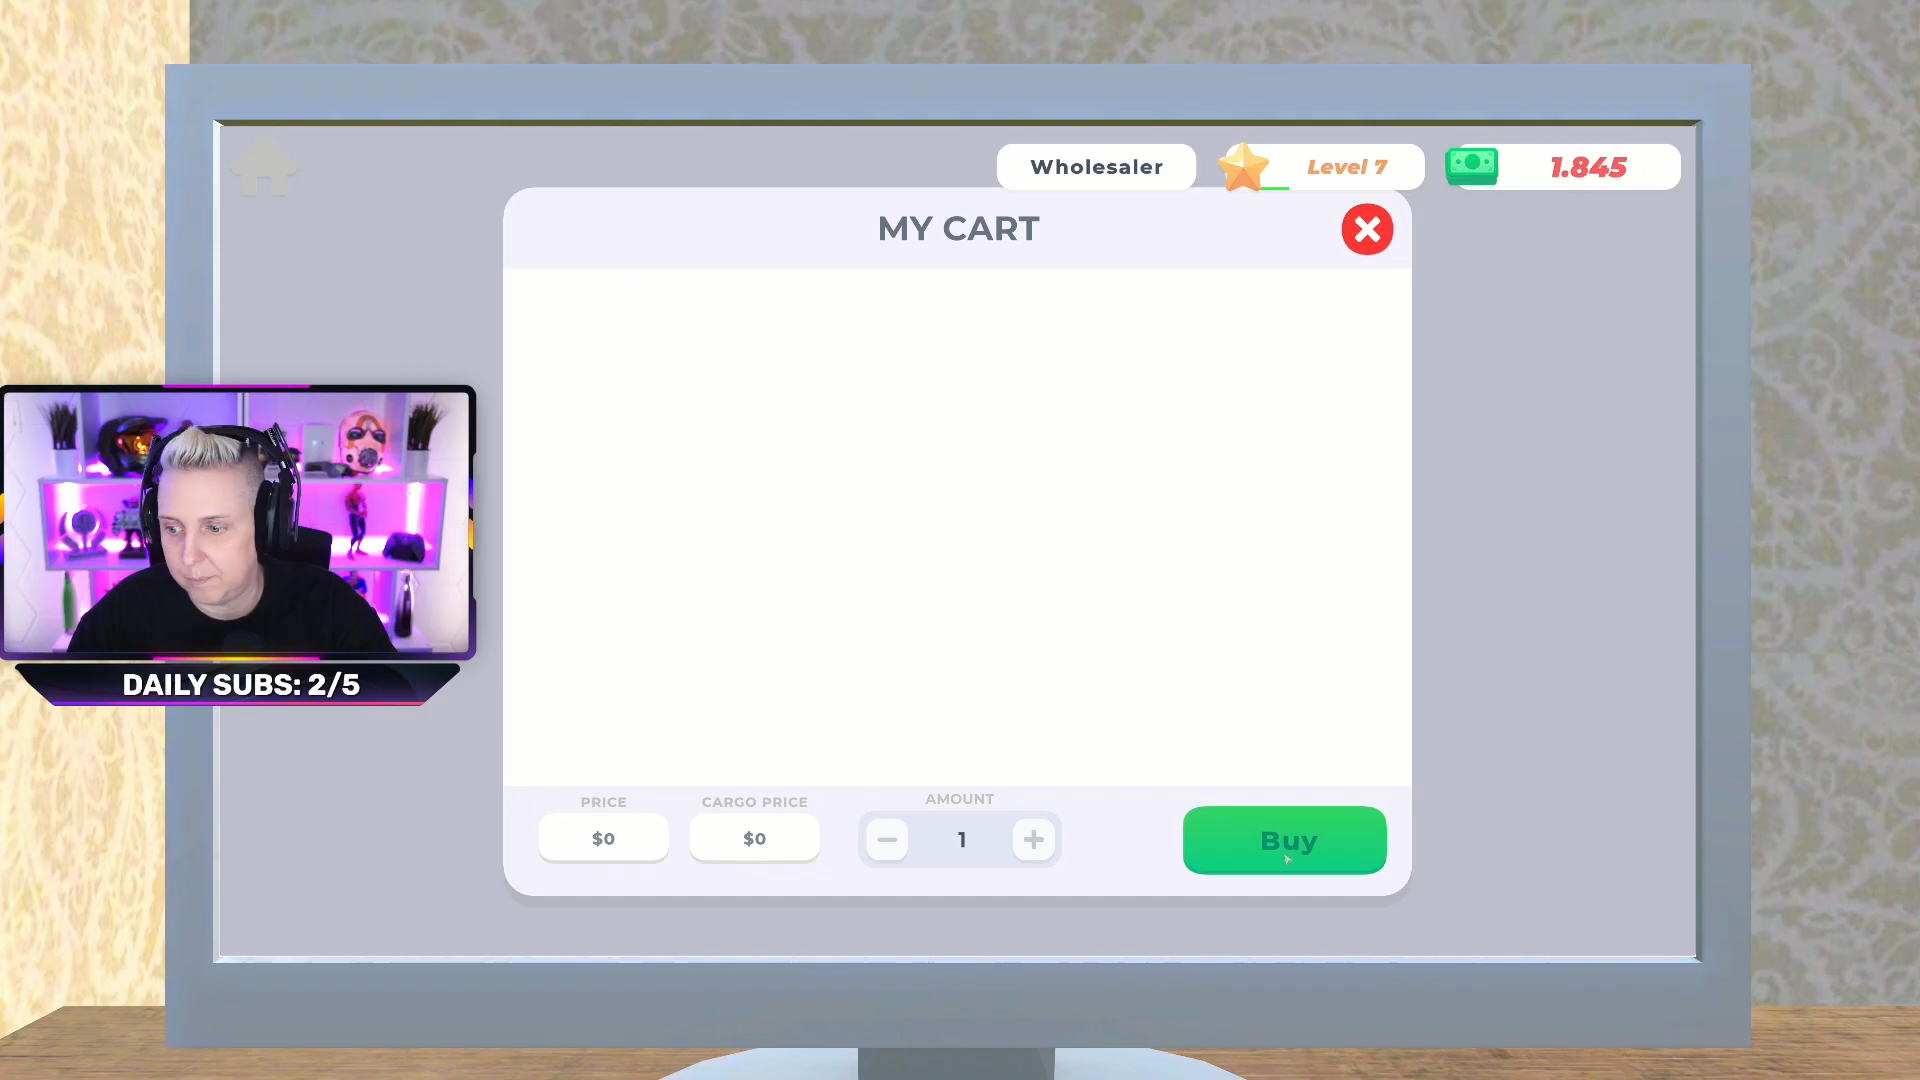 Wholesaler
Level 7
1.845
MY CART
DAILY SUBS: 2/5
PRICE
CARGO PRICE
AMOUNT
$0
$0
1
Buy